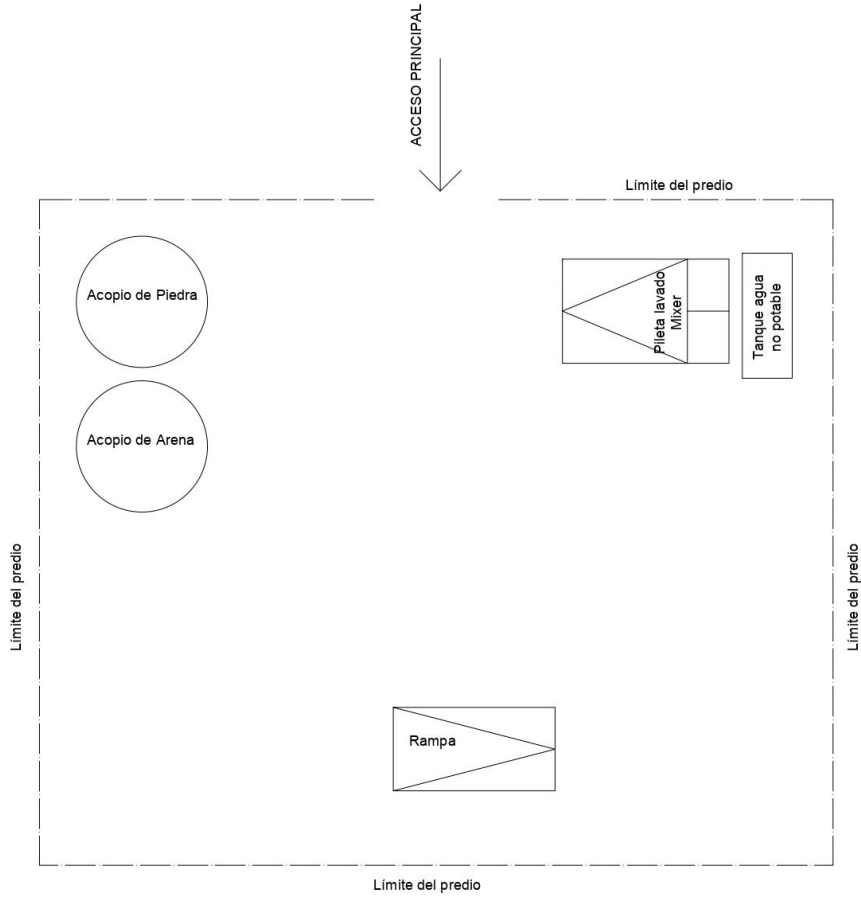 ACCESO PRINCIPAL
Límite del predio
Acopio de Piedra
Pileta lavado
Mixer
Tanque agua
no potable
Acopio de Arena
Límite del predio
Límite del predio
Rampa
Límite del predio